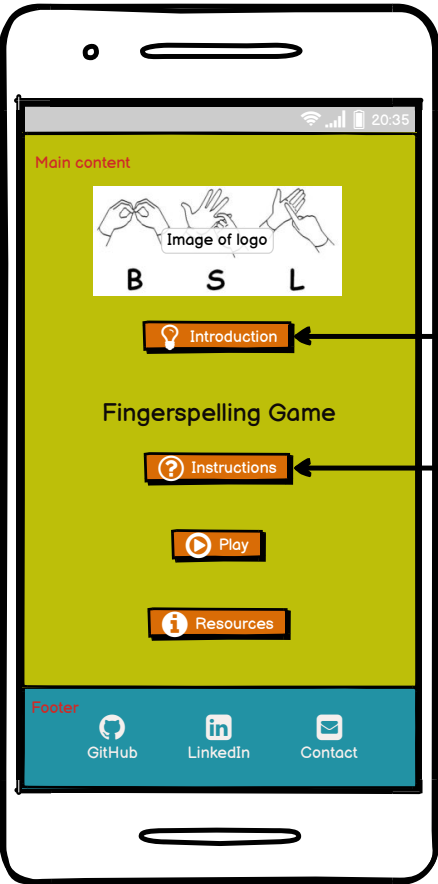 20:35
Main content
Image of logo
B S L
Introduction
Fingerspelling Game
Instructions
Play
Resources
Footer
GitHub LinkedIn Contact